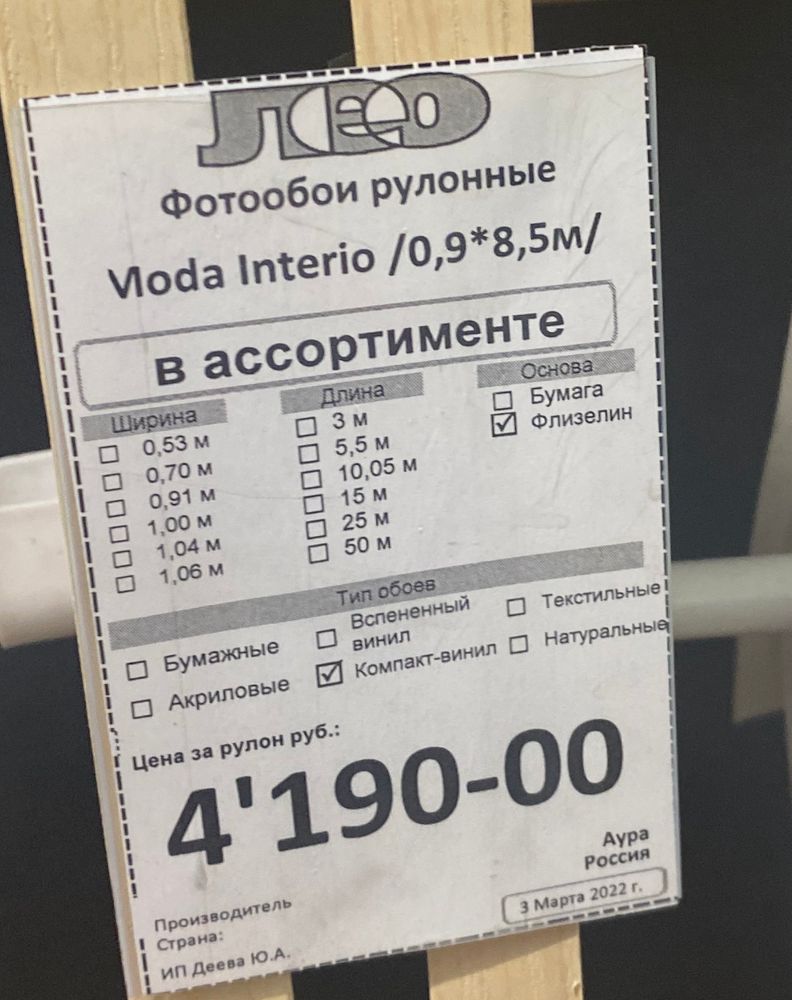 ЛЕО
Фотообои рулонные
Moda Interio /0,9*8,5м/
в ассортименте
Ширина
0,53 м
0,70 м
0,91 м
1,00 м
1,04 м
1,06 м
Длина
3 м
5,5 м
10,05 м
15 м
25 м
50 м
Основа
Бумага
Флизелин
Тип обоев
Бумажные
Акриловые
Вспененный
винил
Компакт-винил
Текстильные
Натуральные
Цена за рулон руб.:
4'190-00
Производитель
Аура
Страна:
Россия
ИП Деева Ю.А.
3 Марта 2022 г.